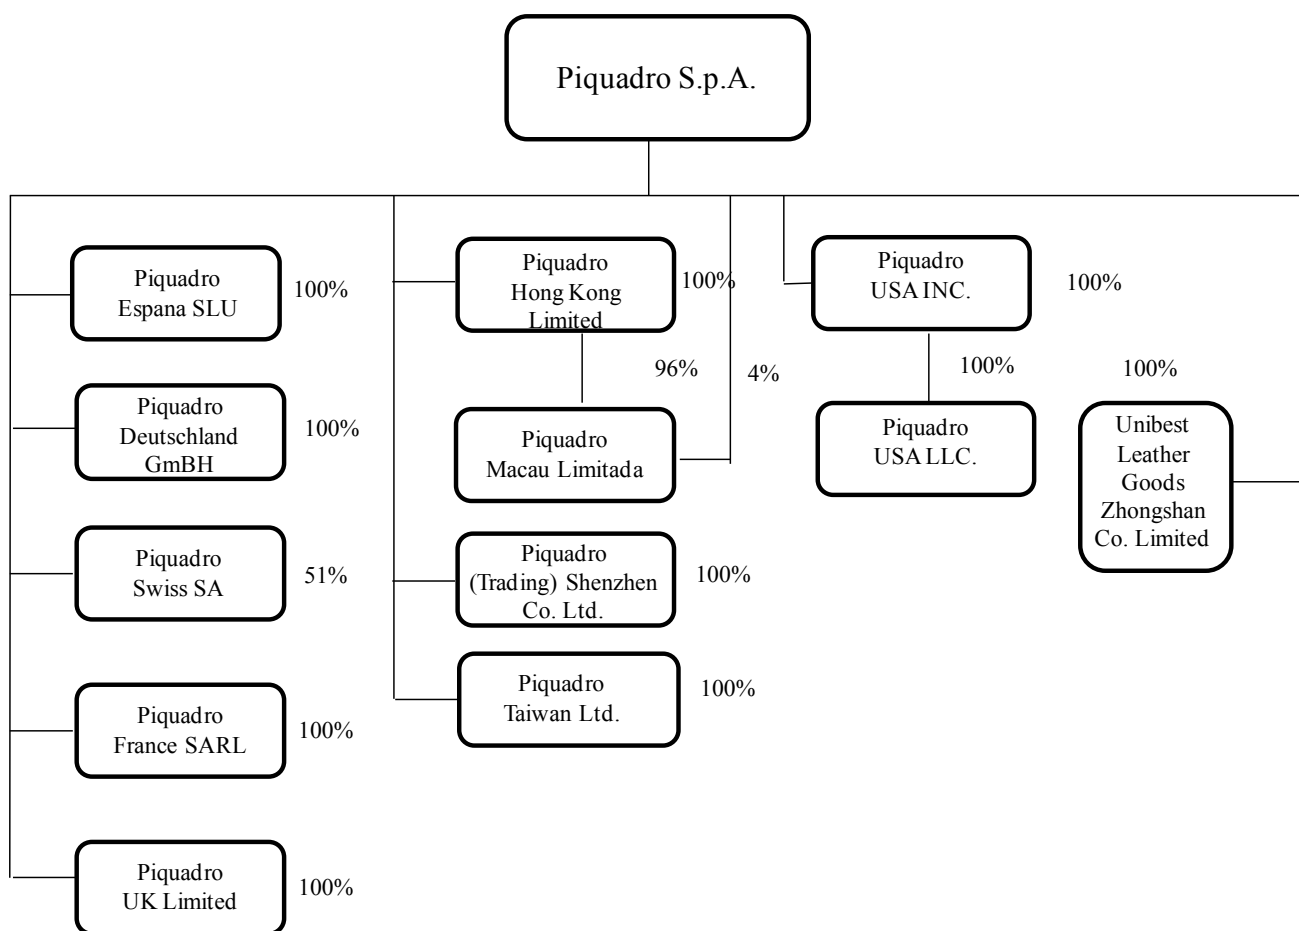 Piquadro S.p.A.
Piquadro
Espana SLU
100%
Piquadro
Deutschland
GmBH
100%
Piquadro
Swiss SA
51%
Piquadro
France SARL
100%
Piquadro
UK Limited
100%
Piquadro
Hong Kong
Limited
100%
96%
4%
Piquadro
Macau Limitada
Piquadro
(Trading) Shenzhen
Co. Ltd.
100%
Piquadro
Taiwan Ltd.
100%
Piquadro
USA INC.
100%
100%
Piquadro
USA LLC.
100%
Unibest
Leather
Goods
Zhongshan
Co. Limited